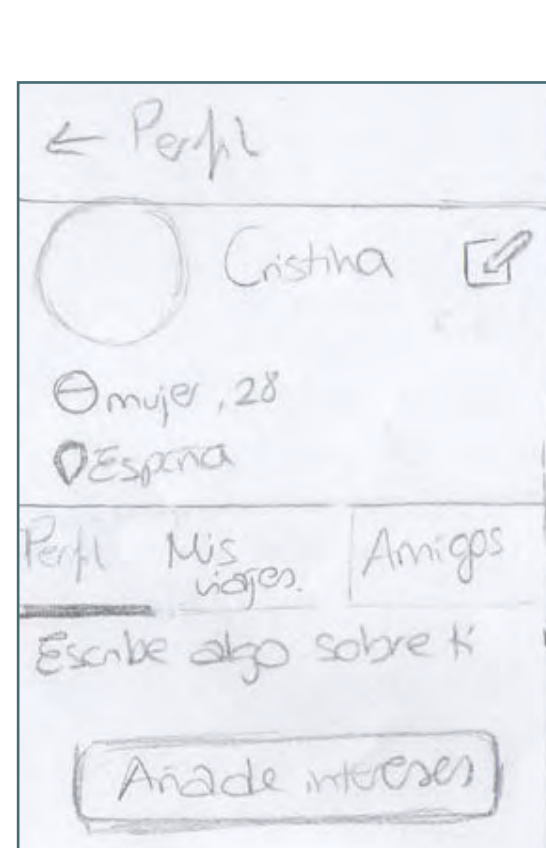 ← Perfil
Cristina
mujer, 28
España
Perfil Mis viajes. Amigos
Escribe algo sobre ti
Añade intereses